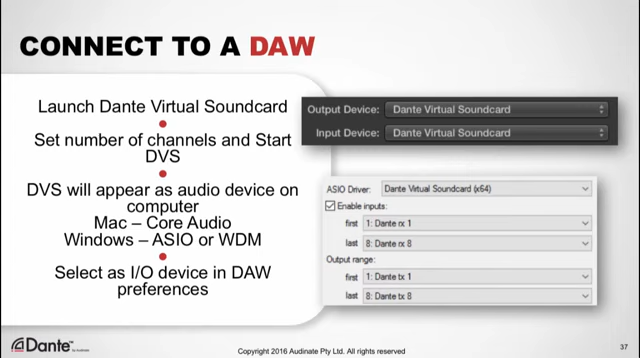 CONNECT TO A DAW
Launch Dante Virtual Soundcard
Set number of channels and Start
DVS
DVS will appear as audio device on
computer
Mac – Core Audio
Windows – ASIO or WDM
Select as I/O device in DAW
preferences
Output Device: Dante Virtual Soundcard
Input Device: Dante Virtual Soundcard
ASIO Driver: Dante Virtual Soundcard (x64)
Enable inputs:
first 1: Dante rx 1
last 8: Dante rx 8
Output range:
first 1: Dante tx 1
last 8: Dante tx 8
Dante™
by Audinate
Copyright 2016 Audinate Pty Ltd. All rights reserved
37